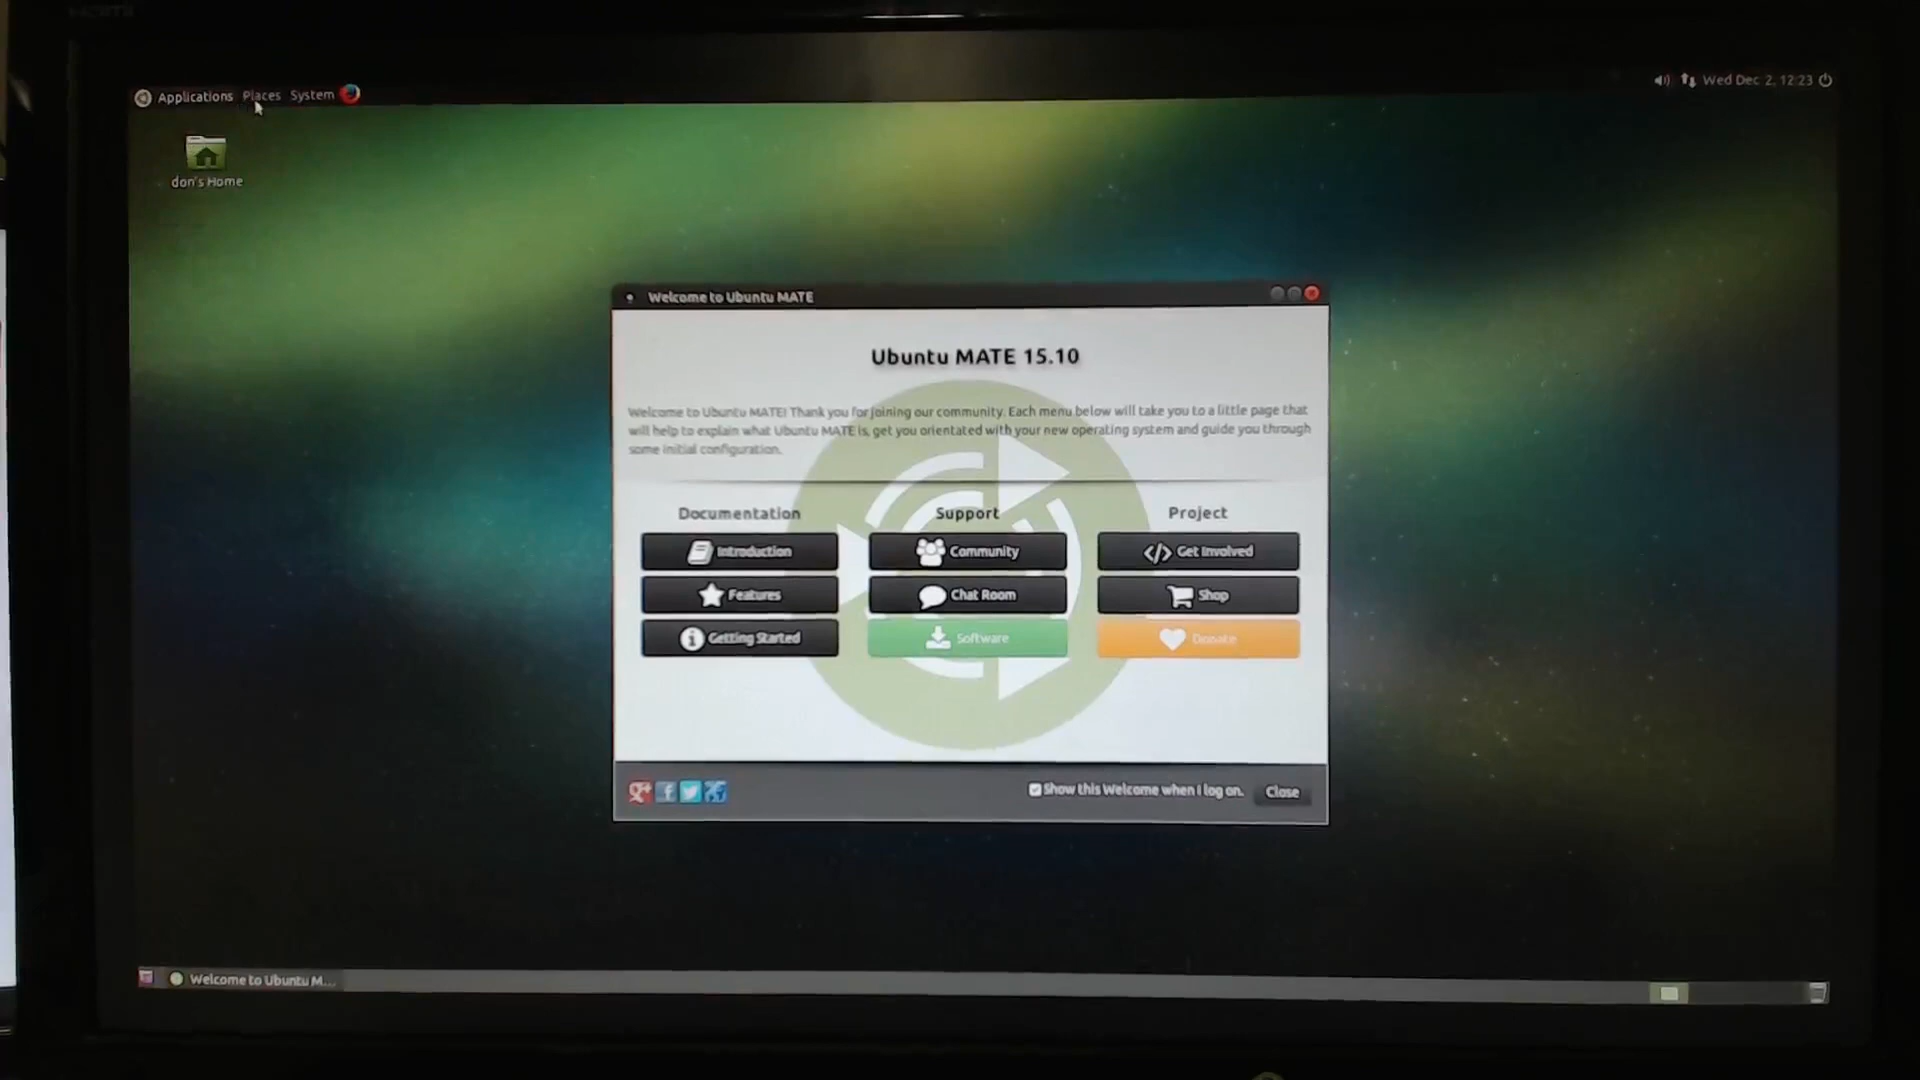 Applications Places System
Wed Dec 2, 12:23
don's Home
Welcome to Ubuntu MATE
Ubuntu MATE 15.10
Welcome to Ubuntu MATE! Thank you for joining our community. Each menu below will take you to a little page that
will help to explain what Ubuntu MATE is, get you orientated with your new operating system and guide you through
some initial configuration.
Documentation Support Project
Introduction Community Get Involved
Features Chat Room Shop
Getting Started Software Donate
Show this Welcome when I log on. Close
Welcome to Ubuntu M...